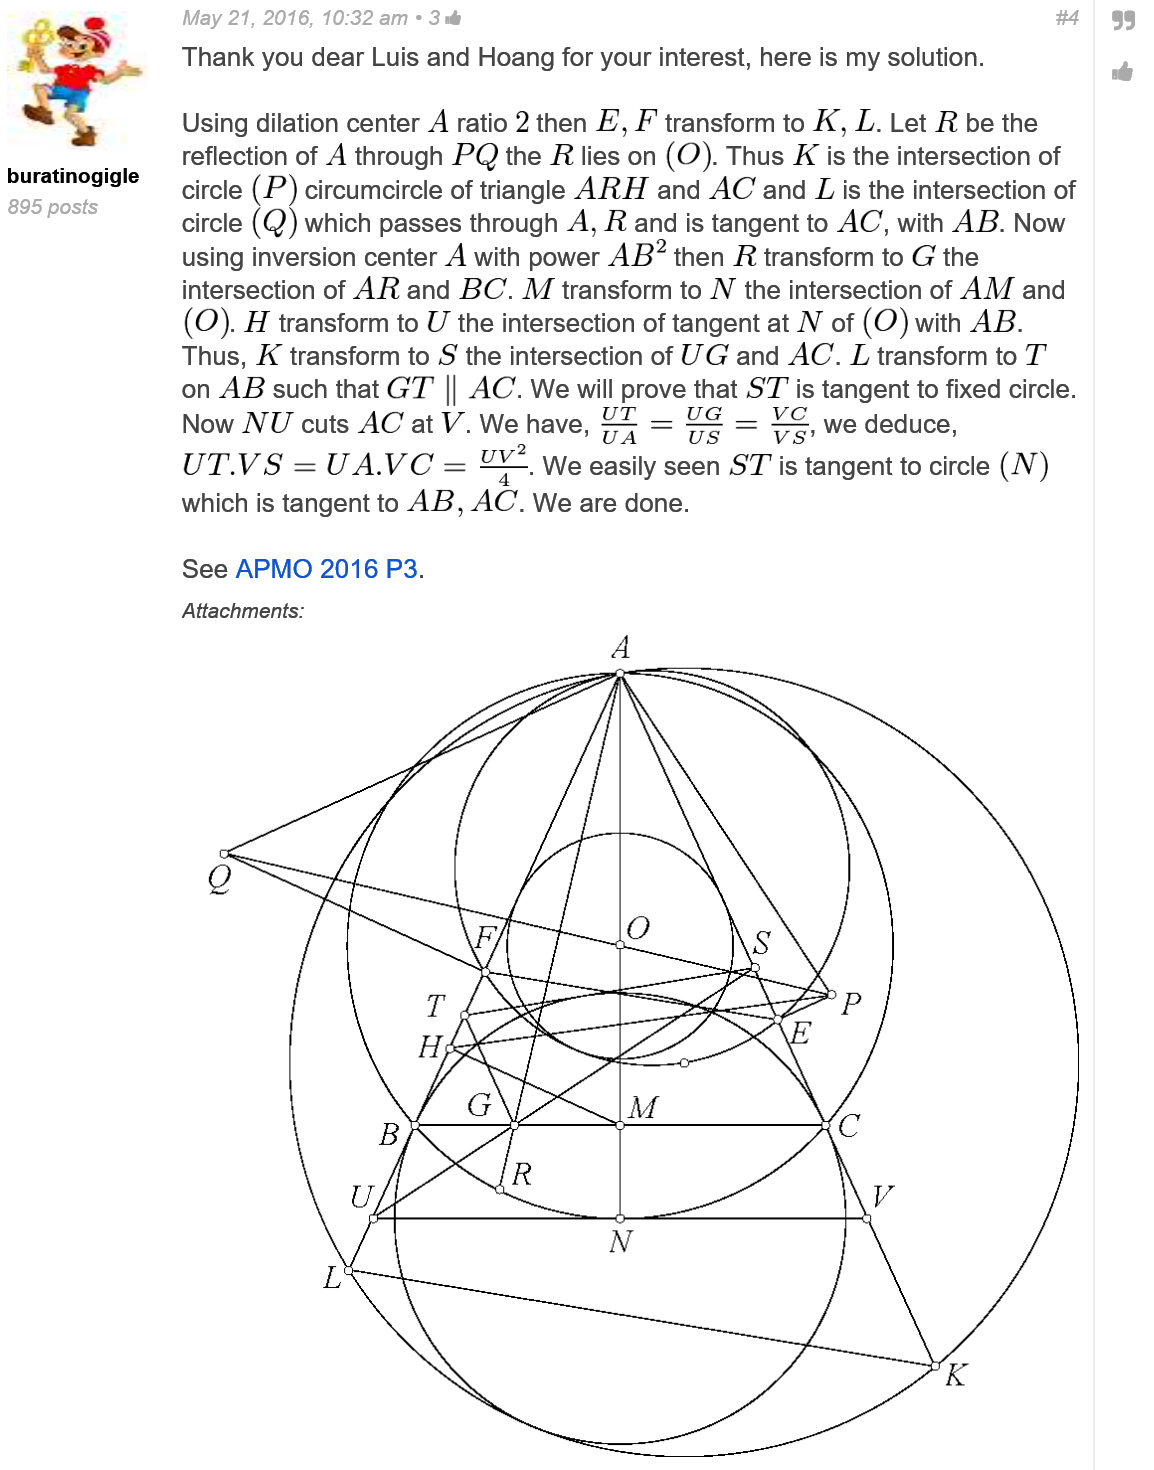 May 21, 2016, 10:32 am • 3
#4
Thank you dear Luis and Hoang for your interest, here is my solution.
buratinogigle
895 posts
Using dilation center A ratio 2 then E, F transform to K, L. Let R be the
reflection of A through PQ the R lies on (O). Thus K is the intersection of
circle (P) circumcircle of triangle ARH and AC and L is the intersection of
circle (Q) which passes through A, R and is tangent to AC, with AB. Now
using inversion center A with power AB² then R transform to G the
intersection of AR and BC. M transform to N the intersection of AM and
(O). H transform to U the intersection of tangent at N of (O) with AB.
Thus, K transform to S the intersection of UG and AC. L transform to T
on AB such that GT ∥ AC. We will prove that ST is tangent to fixed circle.
Now NU cuts AC at V. We have, UT/UA = UG/US = VC/VS, we deduce,
UT.VS = UA.VC = UV²/4. We easily seen ST is tangent to circle (N)
which is tangent to AB, AC. We are done.
See APMO 2016 P3.
Attachments:
A
Q
O
F
S
T
P
H
E
G
M
B
C
R
U
V
N
L
K